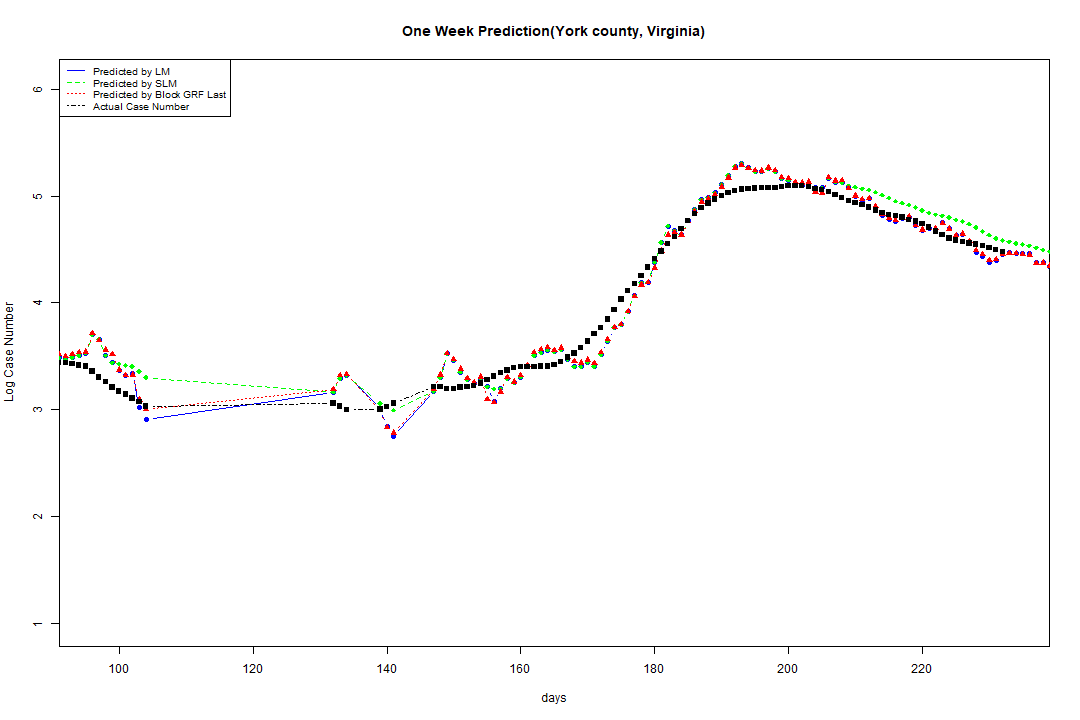 One Week Prediction(York county, Virginia)
Predicted by LM
Predicted by SLM
Predicted by Block GRF Last
Actual Case Number
6
5
4
3
2
1
Log Case Number
100 120 140 160 180 200 220
days